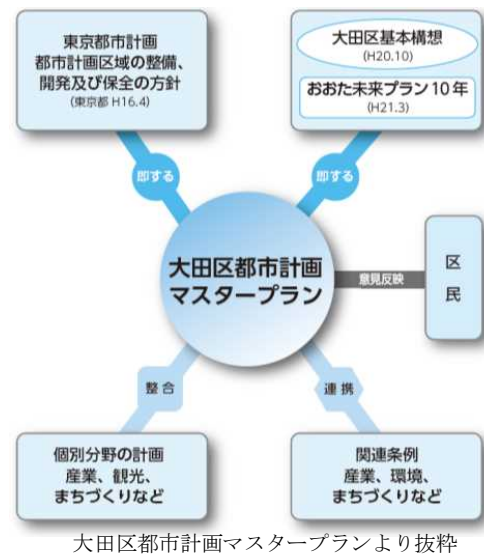 東京都市計画
都市計画区域の整備、
開発及び保全の方針
(東京都 H16.4)
大田区基本構想
(H20.10)
おおた未来プラン10年
(H21.3)
即する
即する
大田区都市計画
マスタープラン
意見反映
区
民
整合
連携
個別分野の計画
産業、観光、
まちづくりなど
関連条例
産業、環境、
まちづくりなど
大田区都市計画マスタープランより抜粋